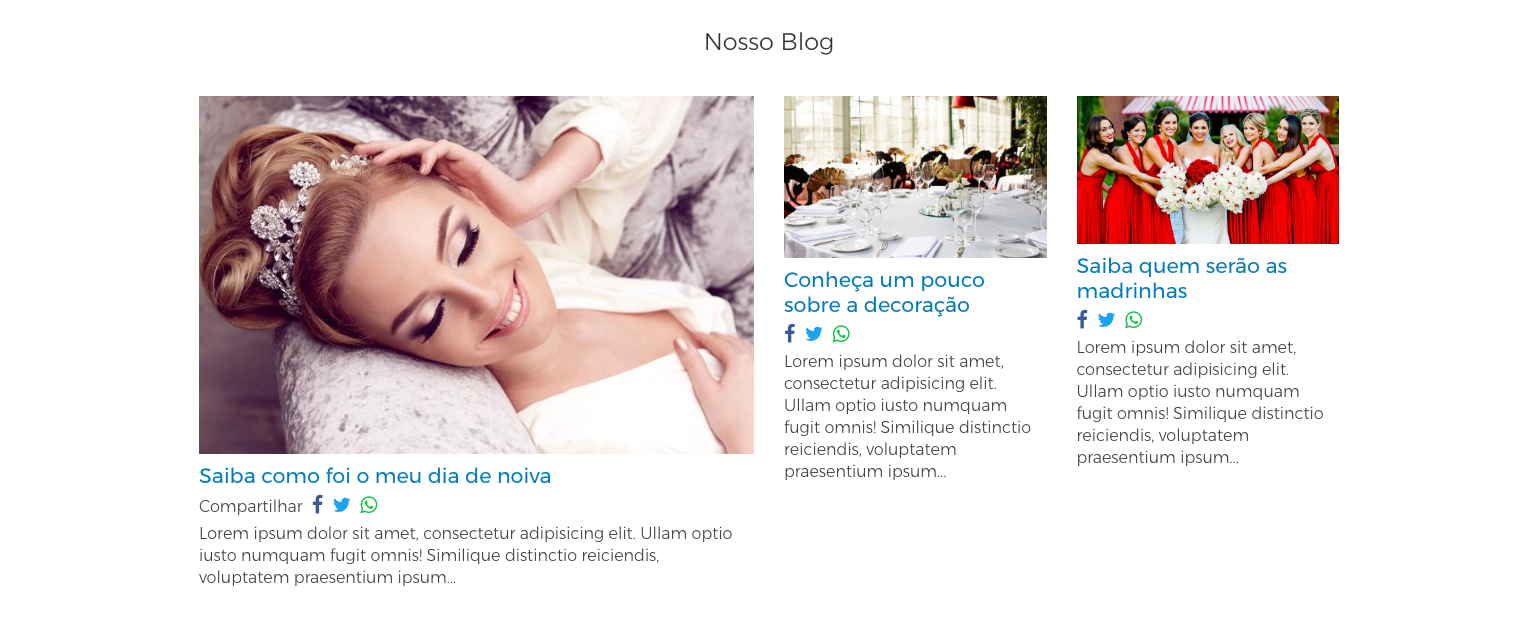 Nosso Blog
Saiba como foi o meu dia de noiva
Compartilhar
Lorem ipsum dolor sit amet, consectetur adipisicing elit. Ullam optio
iusto numquam fugit omnis! Similique distinctio reiciendis,
voluptatem praesentium ipsum...
Conheça um pouco
sobre a decoração
Lorem ipsum dolor sit amet,
consectetur adipisicing elit.
Ullam optio iusto numquam
fugit omnis! Similique distinctio
reiciendis, voluptatem
praesentium ipsum...
Saiba quem serão as
madrinhas
Lorem ipsum dolor sit amet,
consectetur adipisicing elit.
Ullam optio iusto numquam
fugit omnis! Similique distinctio
reiciendis, voluptatem
praesentium ipsum...